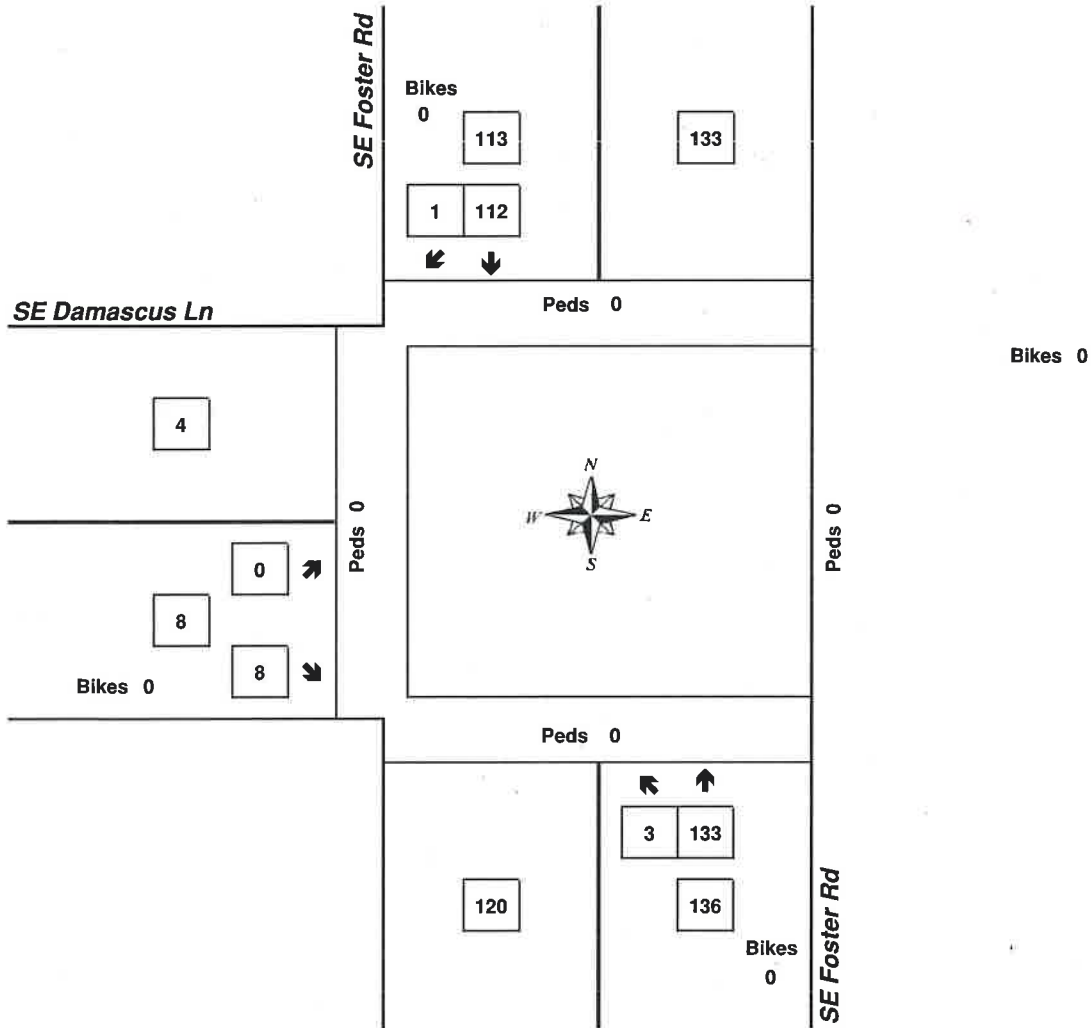 SE Foster Rd
Bikes
0
113
133
1 112
Peds 0
SE Damascus Ln
Bikes 0
4
N
W E
S
Peds 0
Peds 0
0
8
8
Bikes 0
Peds 0
3 133
120
136
Bikes
0
SE Foster Rd